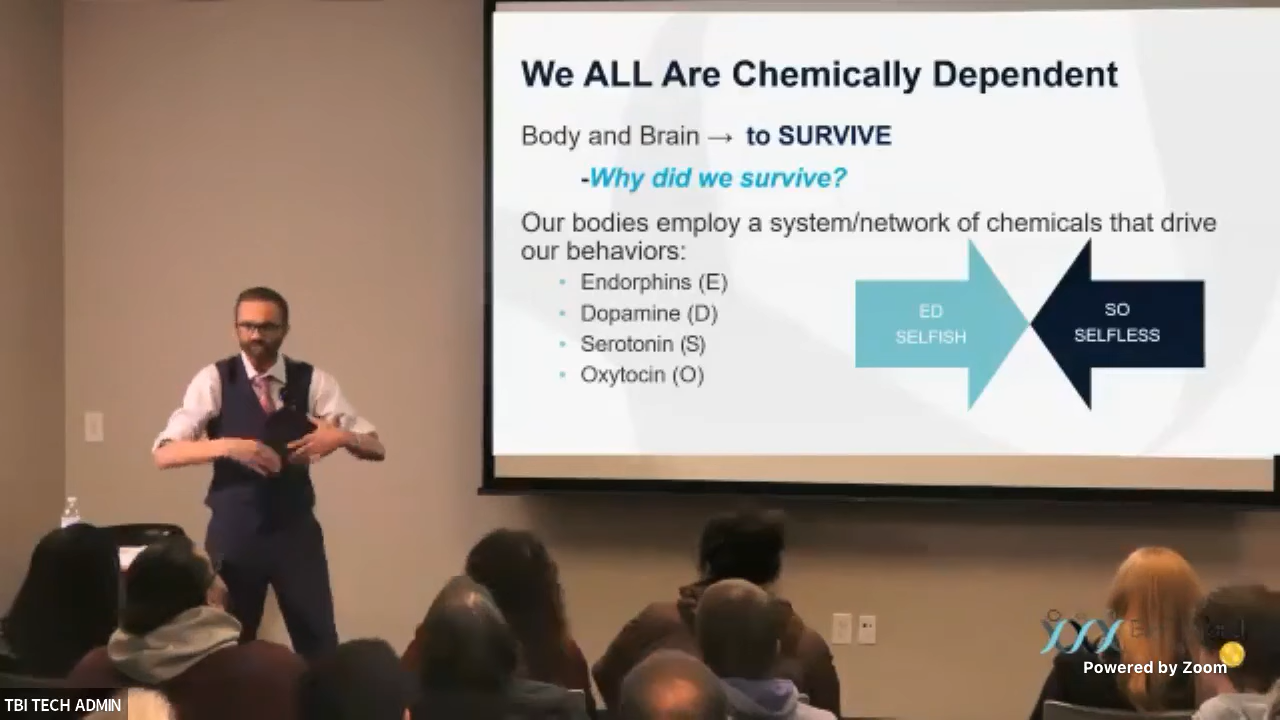 We ALL Are Chemically Dependent
Body and Brain → to SURVIVE
-Why did we survive?
Our bodies employ a system/network of chemicals that drive
our behaviors:
• Endorphins (E)
• Dopamine (D)
• Serotonin (S)
• Oxytocin (O)
ED
SELFISH
SO
SELFLESS
Powered by Zoom
TBI TECH ADMIN